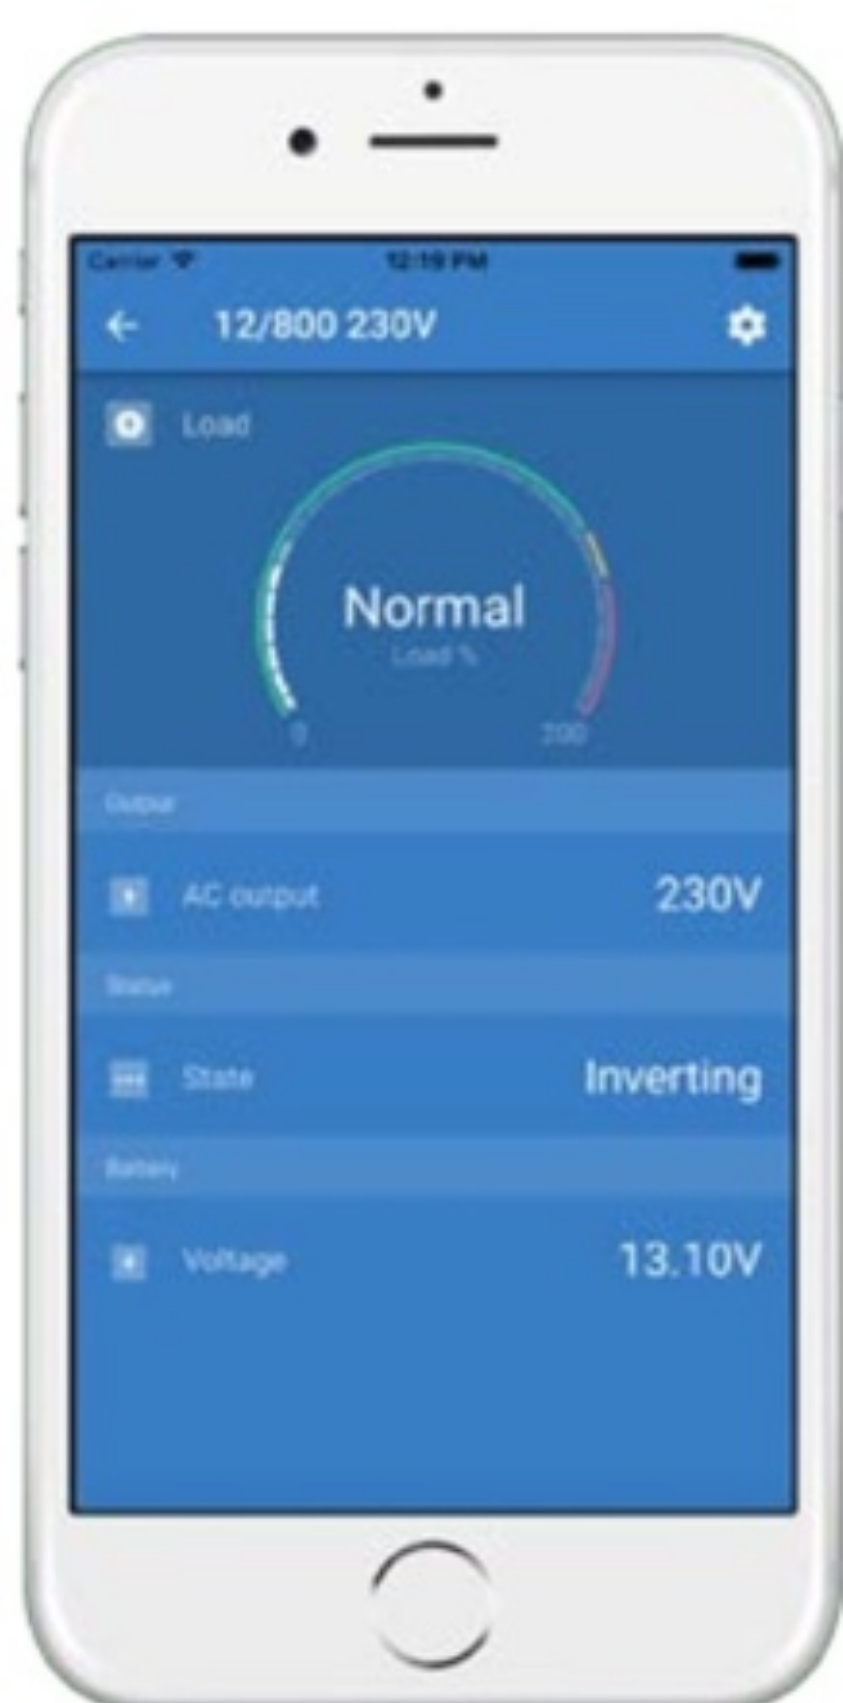 Carrier 12:19 PM
12/800 230V
Load
Normal
Load %
0 200
Output
AC output 230V
Status
State Inverting
Battery
Voltage 13.10V